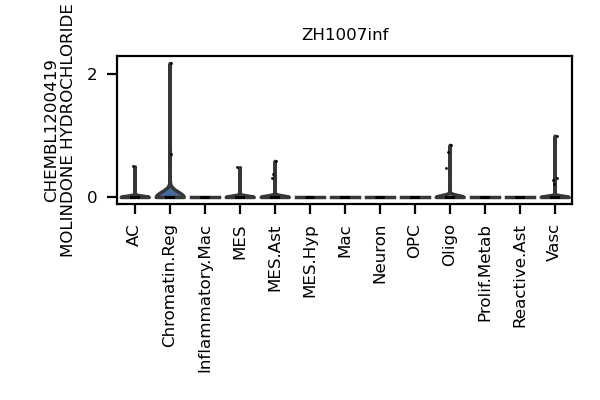 ZH1007inf
CHEMBL1200419
MOLINDONE HYDROCHLORIDE
2
0
AC
Chromatin.Reg
Inflammatory.Mac
MES
MES.Ast
MES.Hyp
Mac
Neuron
OPC
Oligo
Prolif.Metab
Reactive.Ast
Vasc